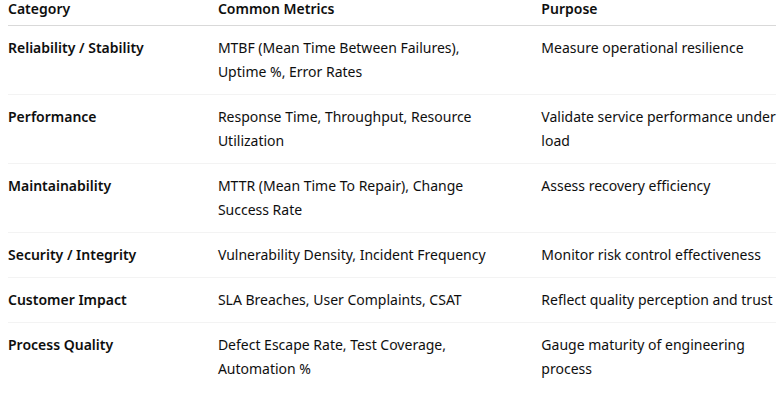 Category Common Metrics Purpose
Reliability / Stability MTBF (Mean Time Between Failures), Measure operational resilience
Uptime %, Error Rates
Performance Response Time, Throughput, Resource Validate service performance under
Utilization load
Maintainability MTTR (Mean Time To Repair), Change Assess recovery efficiency
Success Rate
Security / Integrity Vulnerability Density, Incident Frequency Monitor risk control effectiveness
Customer Impact SLA Breaches, User Complaints, CSAT Reflect quality perception and trust
Process Quality Defect Escape Rate, Test Coverage, Gauge maturity of engineering
Automation % process